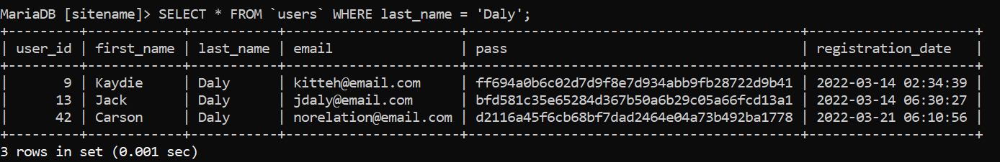 MariaDB [sitename]> SELECT * FROM `users` WHERE last_name = 'Daly';
+---------+------------+-----------+--------------------+------------------------------------------+---------------------+
| user_id | first_name | last_name | email | pass | registration_date |
+---------+------------+-----------+--------------------+------------------------------------------+---------------------+
| 9 | Kaydie | Daly | kitteh@email.com | ff694a0b6c02d7d9f8e7d934abb9fb28722d9b41 | 2022-03-14 02:34:39 |
| 13 | Jack | Daly | jdaly@email.com | bfd581c35e65284d367b50a6b29c05a66fcd13a1 | 2022-03-14 06:30:27 |
| 42 | Carson | Daly | norelation@email.com | d2116a45f6cb68bf7dad2464e04a73b492ba1778 | 2022-03-21 06:10:56 |
+---------+------------+-----------+--------------------+------------------------------------------+---------------------+
3 rows in set (0.001 sec)